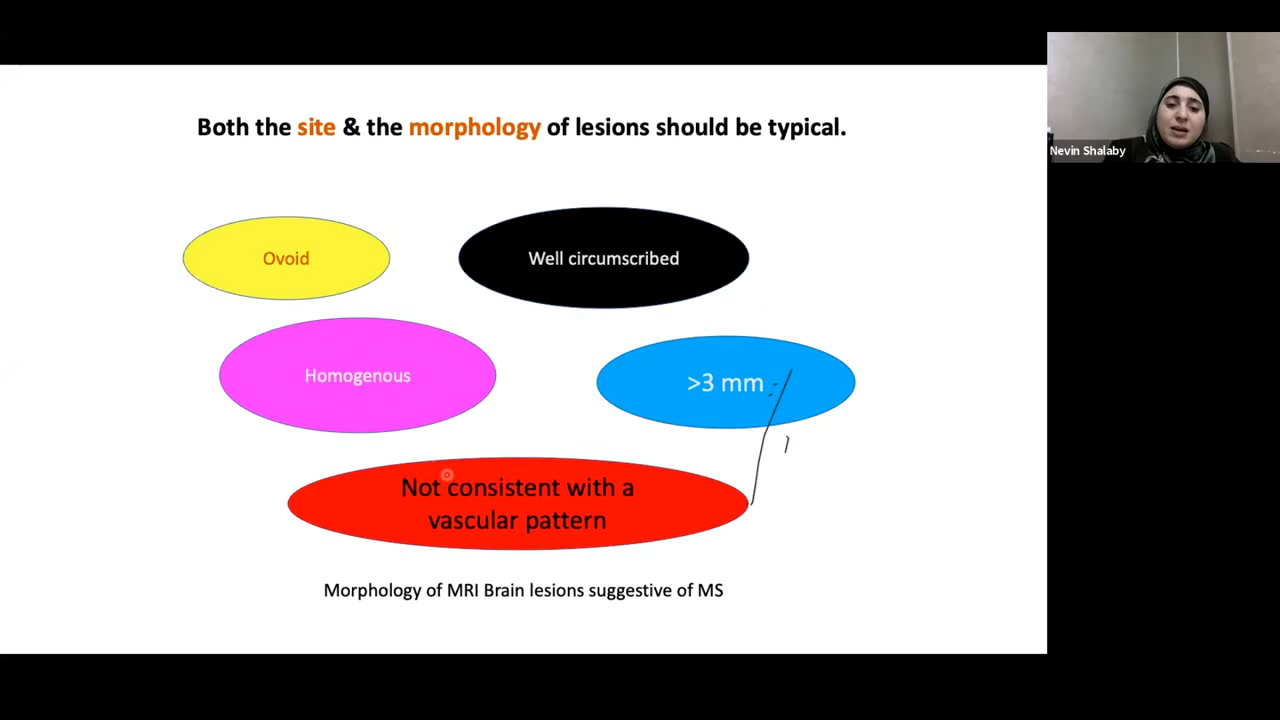 Both the site & the morphology of lesions should be typical.
Nevin Shalaby
Ovoid
Well circumscribed
Homogenous
>3 mm
Not consistent with a
vascular pattern
Morphology of MRI Brain lesions suggestive of MS